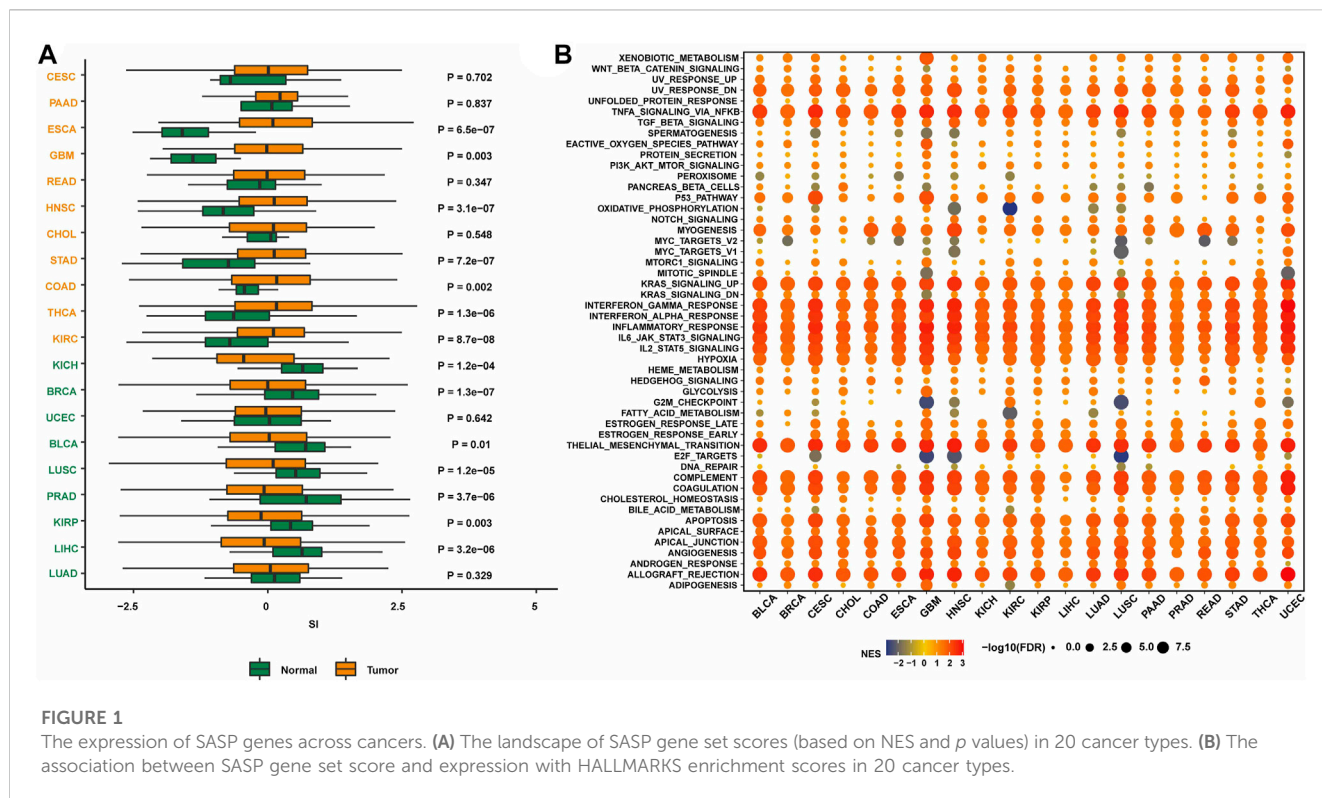 A
CESC
P = 0.702
PAAD
P = 0.837
ESCA
P = 6.5e-07
GBM
P = 0.003
READ
P = 0.347
HNSC
P = 3.1e-07
CHOL
P = 0.548
STAD
P = 7.2e-07
COAD
P = 0.002
THCA
P = 1.3e-06
KIRC
P = 8.7e-08
KICH
P = 1.2e-04
BRCA
P = 1.3e-07
UCEC
P = 0.642
BLCA
P = 0.01
LUSC
P = 1.2e-05
PRAD
P = 3.7e-06
KIRP
P = 0.003
LIHC
P = 3.2e-06
LUAD
P = 0.329
−2.5 0 2.5 5
SI
Normal Tumor
B
XENOBIOTIC_METABOLISM
WNT_BETA_CATENIN_SIGNALING
UV_RESPONSE_UP
UV_RESPONSE_DN
UNFOLDED_PROTEIN_RESPONSE
TNFA_SIGNALING_VIA_NFKB
TGF_BETA_SIGNALING
SPERMATOGENESIS
EACTIVE_OXYGEN_SPECIES_PATHWAY
PROTEIN_SECRETION
PI3K_AKT_MTOR_SIGNALING
PEROXISOME
PANCREAS_BETA_CELLS
P53_PATHWAY
OXIDATIVE_PHOSPHORYLATION
NOTCH_SIGNALING
MYOGENESIS
MYC_TARGETS_V2
MYC_TARGETS_V1
MTORC1_SIGNALING
MITOTIC_SPINDLE
KRAS_SIGNALING_UP
KRAS_SIGNALING_DN
INTERFERON_GAMMA_RESPONSE
INTERFERON_ALPHA_RESPONSE
INFLAMMATORY_RESPONSE
IL6_JAK_STAT3_SIGNALING
IL2_STAT5_SIGNALING
HYPOXIA
HEME_METABOLISM
HEDGEHOG_SIGNALING
GLYCOLYSIS
G2M_CHECKPOINT
FATTY_ACID_METABOLISM
ESTROGEN_RESPONSE_LATE
ESTROGEN_RESPONSE_EARLY
THELIAL_MESENCHYMAL_TRANSITION
E2F_TARGETS
DNA_REPAIR
COMPLEMENT
COAGULATION
CHOLESTEROL_HOMEOSTASIS
BILE_ACID_METABOLISM
APOPTOSIS
APICAL_SURFACE
APICAL_JUNCTION
ANGIOGENESIS
ANDROGEN_RESPONSE
ALLOGRAFT_REJECTION
ADIPOGENESIS
BLCA BRCA CESC CHOL COAD ESCA GBM HNSC KICH KIRC KIRP LIHC LUAD LUSC PAAD PRAD READ STAD THCA UCEC
NES −2 −1 0 1 2 3 −log10(FDR) 0.0 2.5 5.0 7.5
FIGURE 1
The expression of SASP genes across cancers. (A) The landscape of SASP gene set scores (based on NES and p values) in 20 cancer types. (B) The
association between SASP gene set score and expression with HALLMARKS enrichment scores in 20 cancer types.